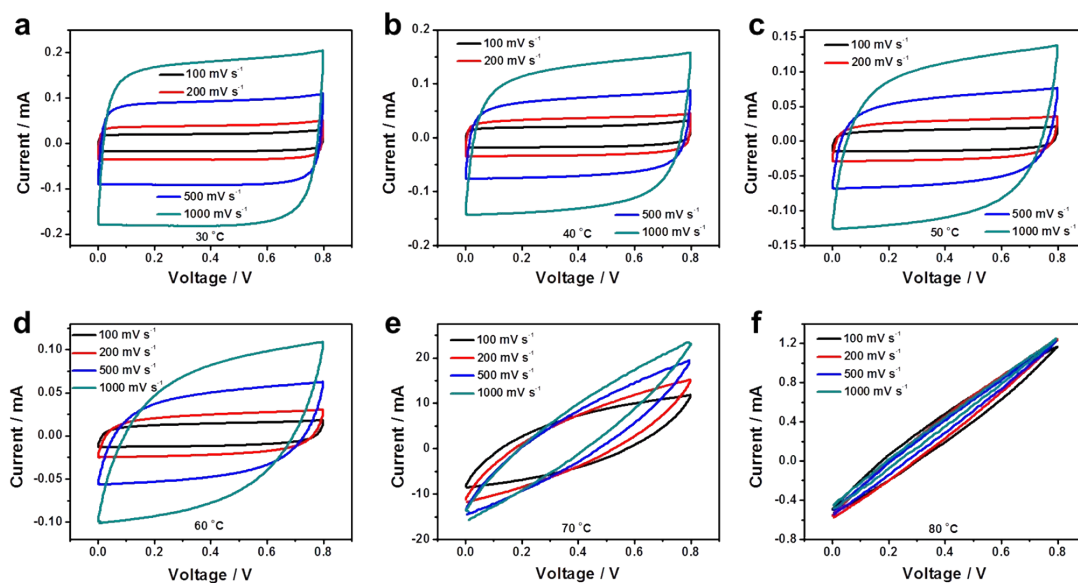 a
0.2
0.1
0.0
-0.1
-0.2
Current / mA
100 mV s⁻¹
200 mV s⁻¹
500 mV s⁻¹
1000 mV s⁻¹
30 °C
0.0 0.2 0.4 0.6 0.8
Voltage / V
b
0.2
0.1
0.0
-0.1
-0.2
Current / mA
100 mV s⁻¹
200 mV s⁻¹
500 mV s⁻¹
1000 mV s⁻¹
40 °C
0.0 0.2 0.4 0.6 0.8
Voltage / V
c
0.15
0.10
0.05
0.00
-0.05
-0.10
-0.15
Current / mA
100 mV s⁻¹
200 mV s⁻¹
500 mV s⁻¹
1000 mV s⁻¹
50 °C
0.0 0.2 0.4 0.6 0.8
Voltage / V
d
0.10
0.05
0.00
-0.05
-0.10
Current / mA
100 mV s⁻¹
200 mV s⁻¹
500 mV s⁻¹
1000 mV s⁻¹
60 °C
0.0 0.2 0.4 0.6 0.8
Voltage / V
e
20
10
0
-10
-20
Current / mA
100 mV s⁻¹
200 mV s⁻¹
500 mV s⁻¹
1000 mV s⁻¹
70 °C
0.0 0.2 0.4 0.6 0.8
Voltage / V
f
1.2
0.8
0.4
0.0
-0.4
-0.8
Current / mA
100 mV s⁻¹
200 mV s⁻¹
500 mV s⁻¹
1000 mV s⁻¹
80 °C
0.0 0.2 0.4 0.6 0.8
Voltage / V